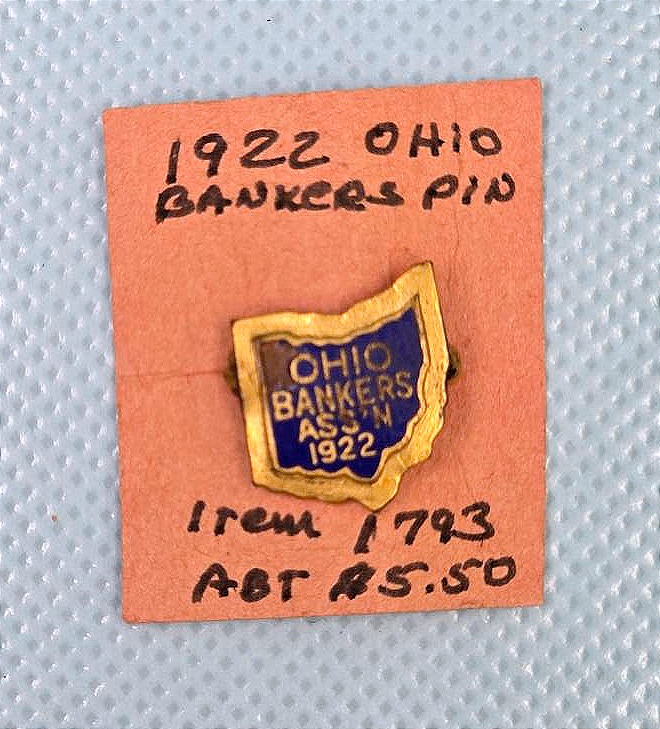 1922 OHIO
BANKERS PIN
OHIO
BANKERS
ASS'N
1922
Item 1793
ABT $5.50